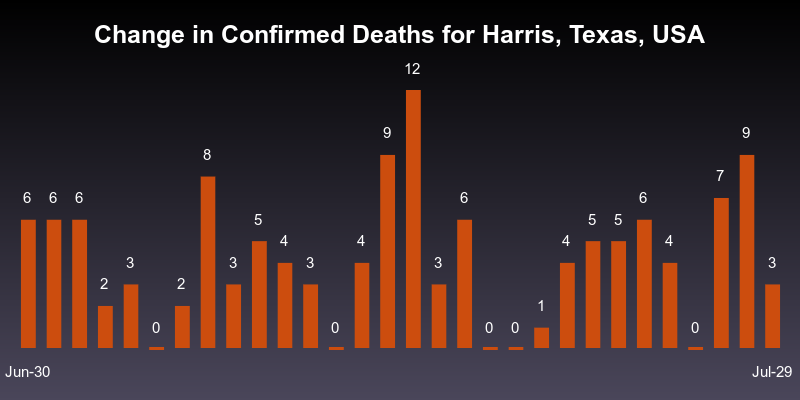 Change in Confirmed Deaths for Harris, Texas, USA
6 6 6 2 3 0 2 8 3 5 4 3 0 4 9 12 3 6 0 0 1 4 5 5 6 4 0 7 9 3
Jun-30 Jul-29